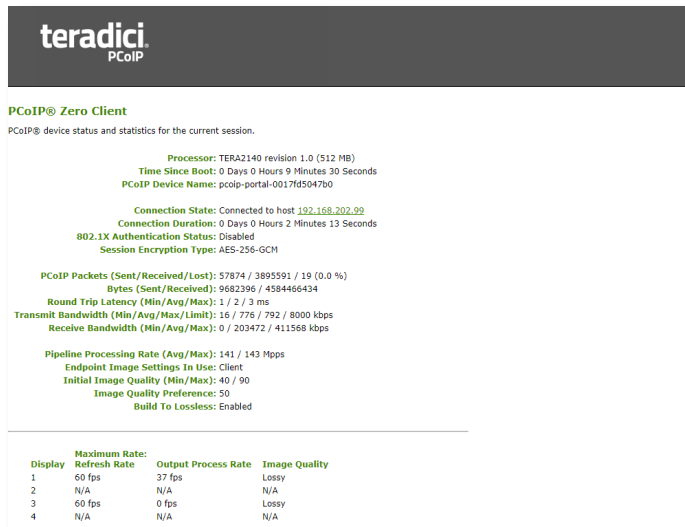 teradici.
PCoIP
PCoIP® Zero Client
PCoIP® device status and statistics for the current session.
Processor: TERA2140 revision 1.0 (512 MB)
Time Since Boot: 0 Days 0 Hours 9 Minutes 30 Seconds
PCoIP Device Name: pcoip-portal-0017fd5047b0
Connection State: Connected to host 192.168.202.99
Connection Duration: 0 Days 0 Hours 2 Minutes 13 Seconds
802.1X Authentication Status: Disabled
Session Encryption Type: AES-256-GCM
PCoIP Packets (Sent/Received/Lost): 57874 / 3895591 / 19 (0.0 %)
Bytes (Sent/Received): 9682396 / 4584466434
Round Trip Latency (Min/Avg/Max): 1 / 2 / 3 ms
Transmit Bandwidth (Min/Avg/Max/Limit): 16 / 776 / 792 / 8000 kbps
Receive Bandwidth (Min/Avg/Max): 0 / 203472 / 411568 kbps
Pipeline Processing Rate (Avg/Max): 141 / 143 Mpps
Endpoint Image Settings In Use: Client
Initial Image Quality (Min/Max): 40 / 90
Image Quality Preference: 50
Build To Lossless: Enabled
Maximum Rate:
Display Refresh Rate Output Process Rate Image Quality
1 60 fps 37 fps Lossy
2 N/A N/A N/A
3 60 fps 0 fps Lossy
4 N/A N/A N/A